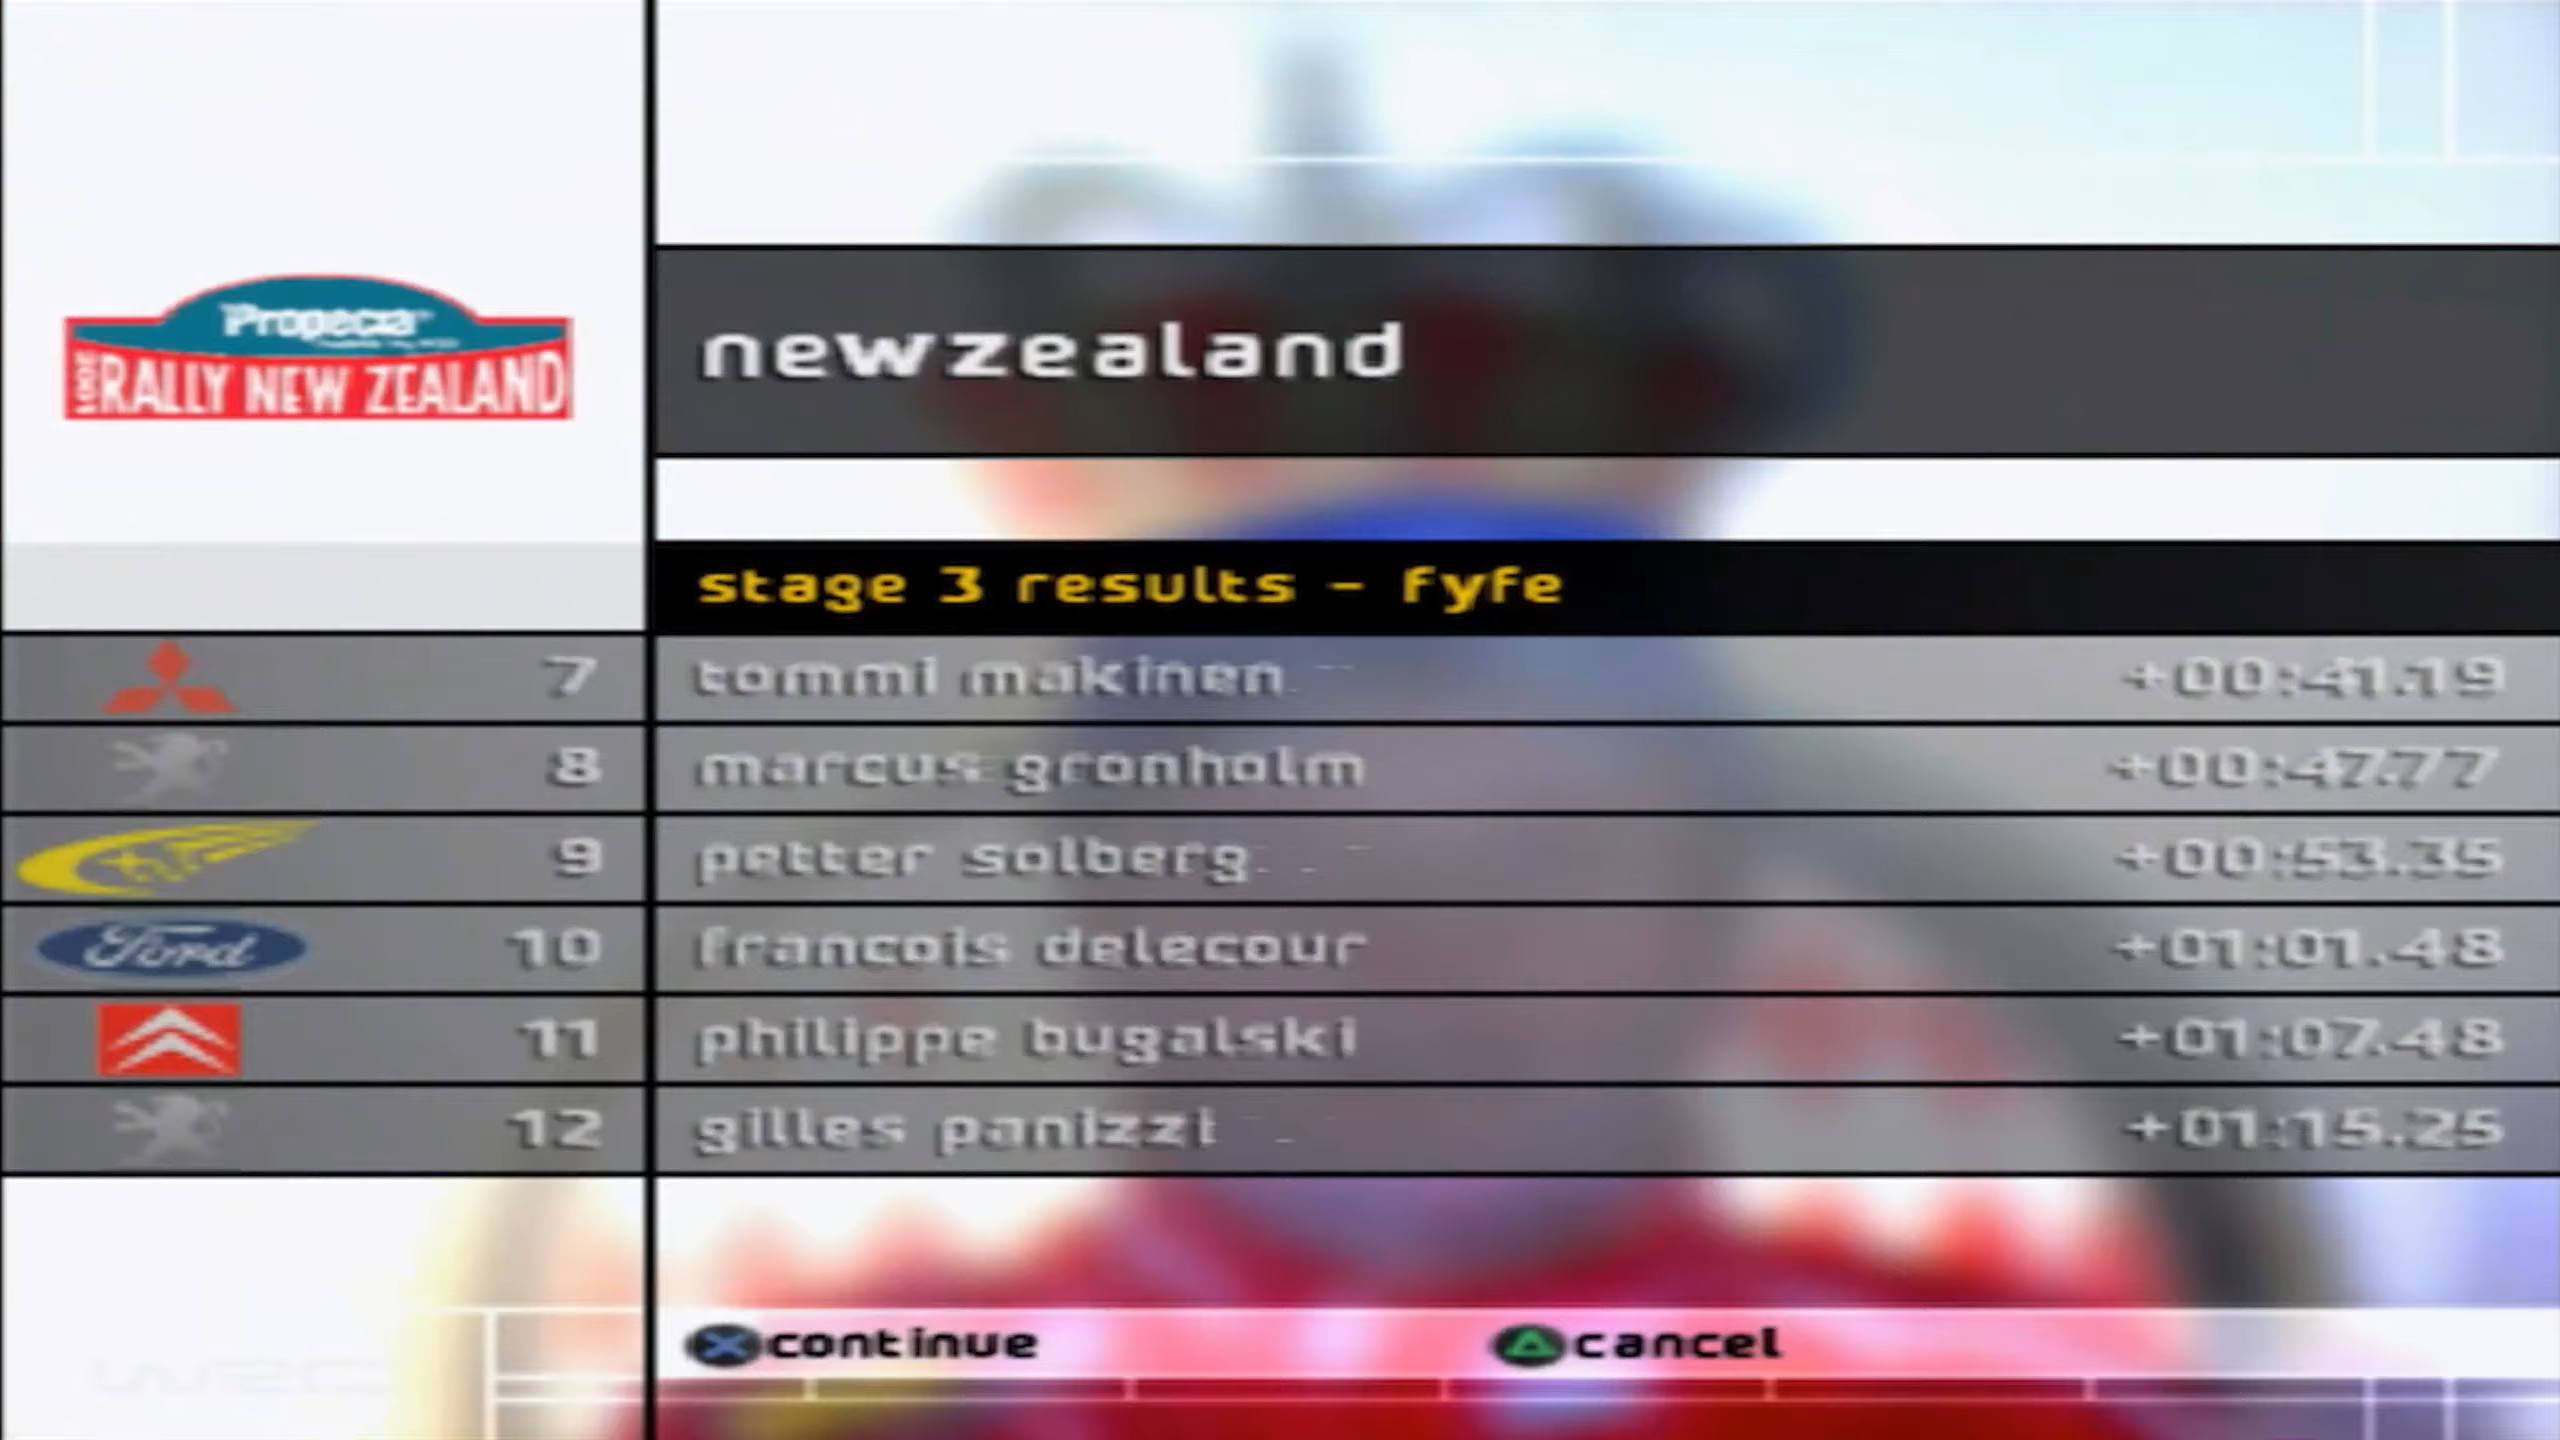 Propecia
2001 RALLY NEW ZEALAND
newzealand
stage 3 results - fyfe
7 tommi makinen +00:41.19
8 marcus gronholm +00:47.77
9 petter solberg +00:53.35
Ford 10 francois delecour +01:01.48
11 philippe bugalski +01:07.48
12 gilles panizzi +01:15.25
continue cancel
WRC